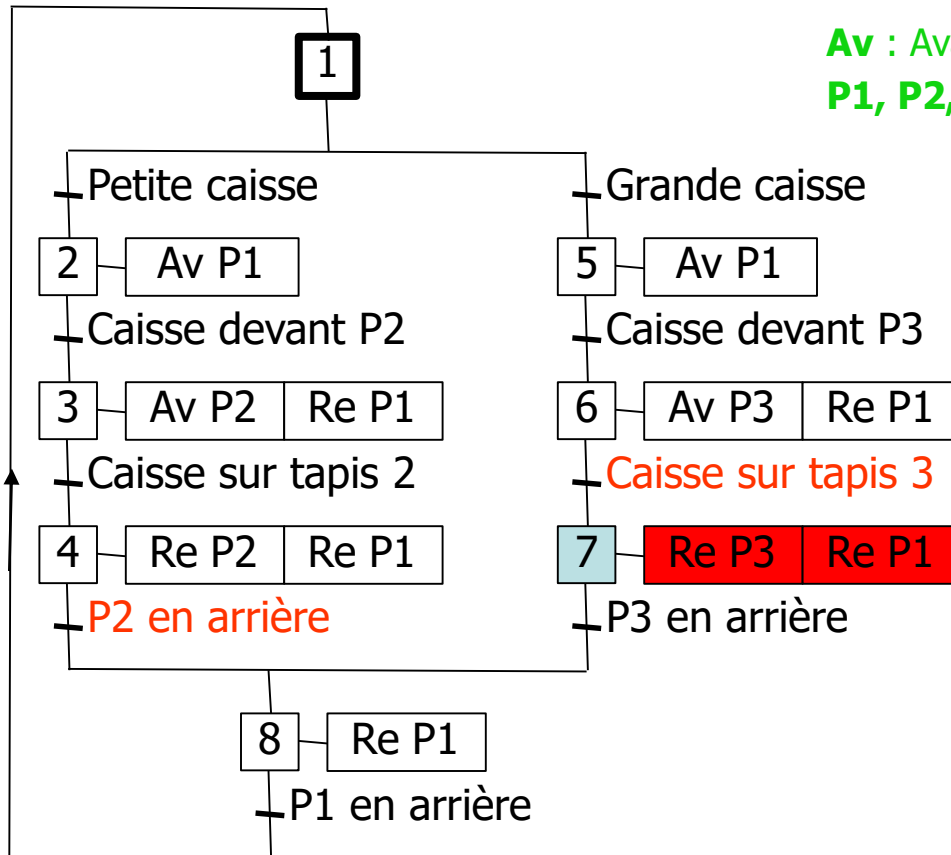 1
Av : Av
P1, P2,
Petite caisse
Grande caisse
2 Av P1
5 Av P1
Caisse devant P2
Caisse devant P3
3 Av P2 Re P1
6 Av P3 Re P1
Caisse sur tapis 2
Caisse sur tapis 3
4 Re P2 Re P1
7 Re P3 Re P1
P2 en arrière
P3 en arrière
8 Re P1
P1 en arrière